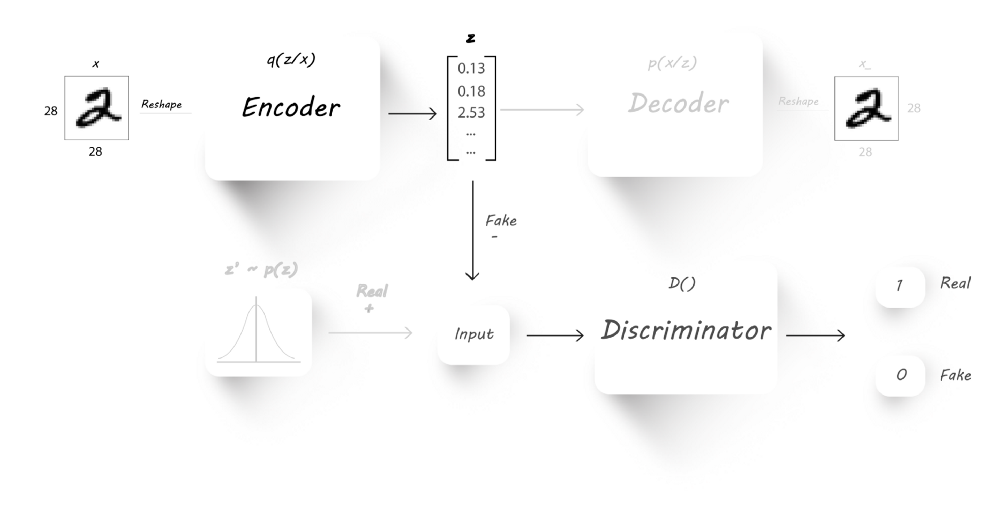 x
28
28
Reshape
q(z/x)
Encoder
z
0.13
0.18
2.53
...
...
p(x/z)
Decoder
Reshape
x_
28
28
Fake
-
z' ~ p(z)
Real
+
Input
D()
Discriminator
1
Real
0
Fake